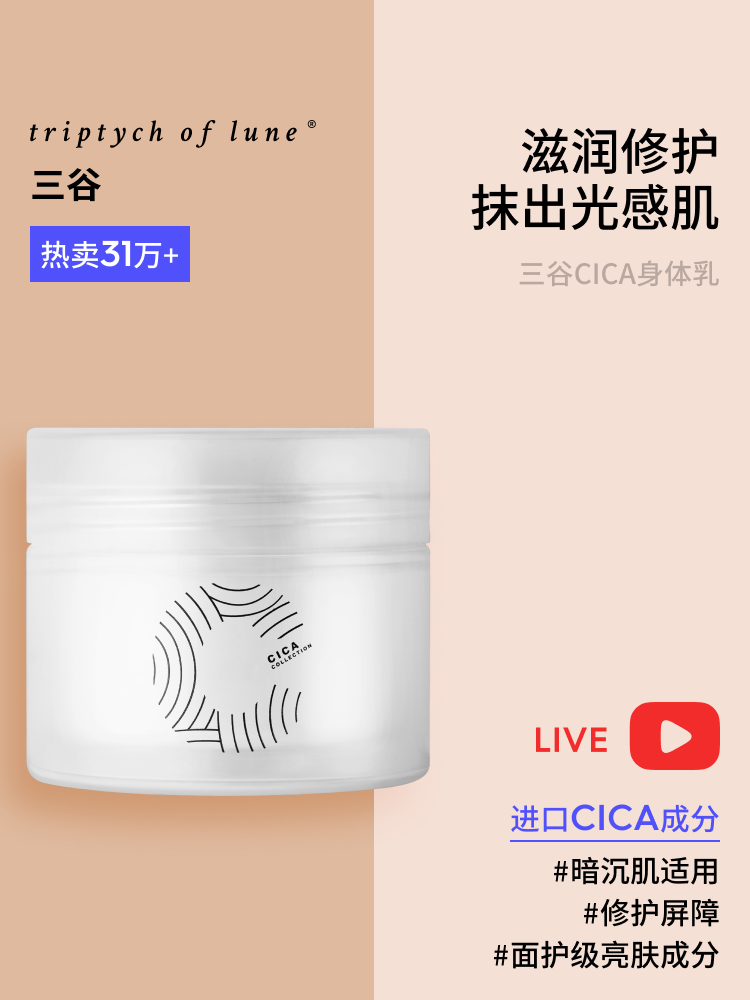 triptych of lune®
三谷
热卖31万+
滋润修护
抹出光感肌
三谷CICA身体乳
CICA
COLLECTION
LIVE
进口CICA成分
#暗沉肌适用
#修护屏障
#面护级亮肤成分